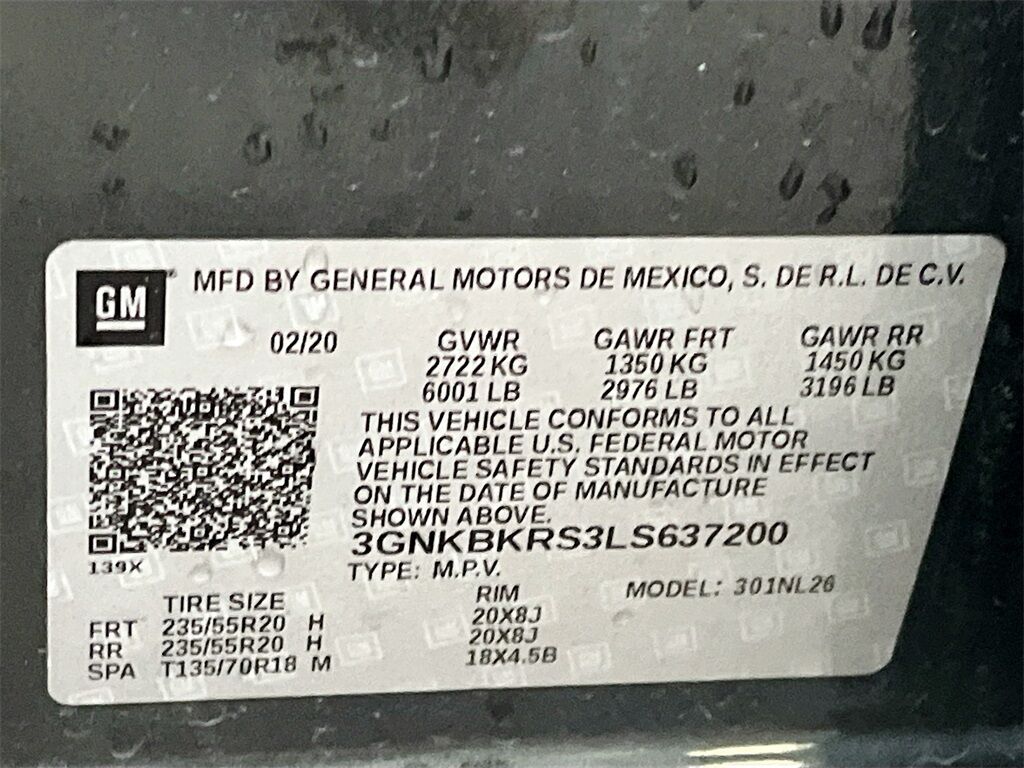 GM
MFD BY GENERAL MOTORS DE MEXICO, S. DE R.L. DE C.V.
02/20 GVWR GAWR FRT GAWR RR
2722 KG 1350 KG 1450 KG
6001 LB 2976 LB 3196 LB
THIS VEHICLE CONFORMS TO ALL
APPLICABLE U.S. FEDERAL MOTOR
VEHICLE SAFETY STANDARDS IN EFFECT
ON THE DATE OF MANUFACTURE
SHOWN ABOVE.
3GNKBKRS3LS637200
139X
TYPE: M.P.V.
TIRE SIZE RIM MODEL: 301NL26
FRT 235/55R20 H 20X8J
RR 235/55R20 H 20X8J
SPA T135/70R18 M 18X4.5B